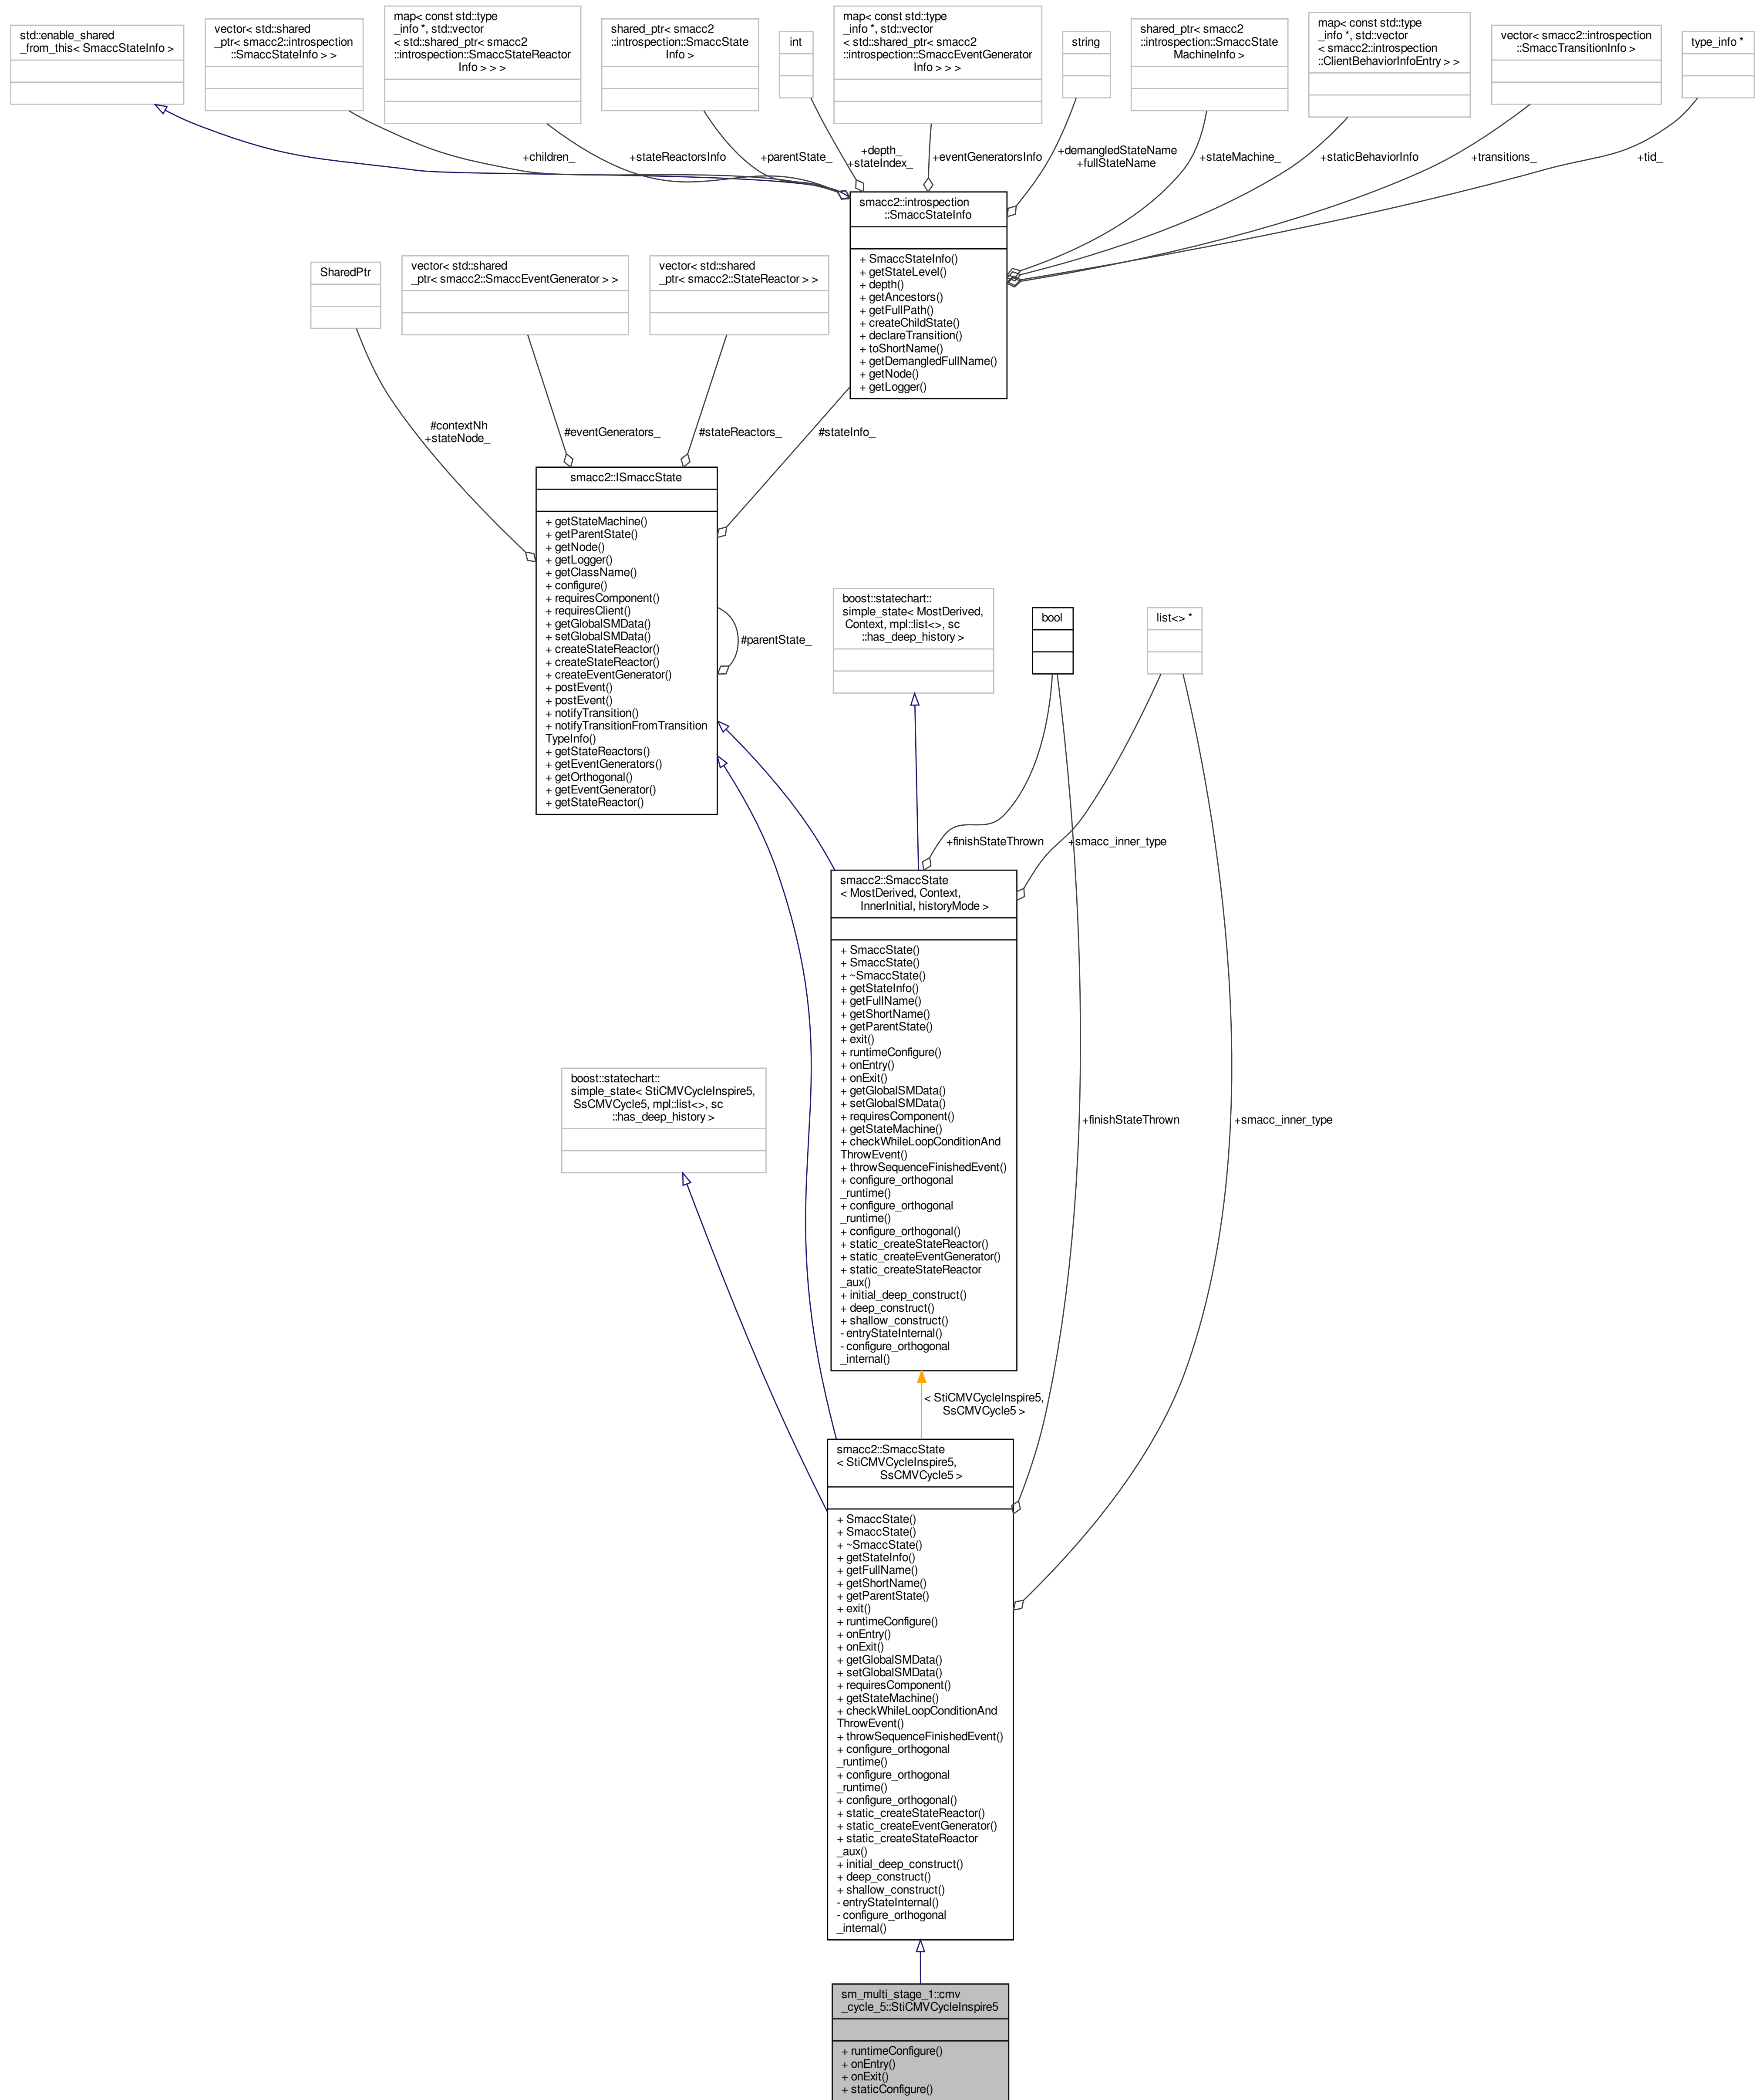 std::enable_shared
_from_this< SmaccStateInfo >
vector< std::shared
_ptr< smacc2::introspection
::SmaccStateInfo > >
map< const std::type
_info *, std::vector
< std::shared_ptr< smacc2
::introspection::SmaccStateReactor
Info > > >
shared_ptr< smacc2
::introspection::SmaccState
Info >
int
map< const std::type
_info *, std::vector
< std::shared_ptr< smacc2
::introspection::SmaccEventGenerator
Info > > >
string
shared_ptr< smacc2
::introspection::SmaccState
MachineInfo >
map< const std::type
_info *, std::vector
< smacc2::introspection
::ClientBehaviorInfoEntry > >
vector< smacc2::introspection
::SmaccTransitionInfo >
type_info *
+children_
+stateReactorsInfo
+parentState_
+depth_
+stateIndex_
+eventGeneratorsInfo
+demangledStateName
+fullStateName
+stateMachine_
+staticBehaviorInfo
+transitions_
+tid_
smacc2::introspection
::SmaccStateInfo
+ SmaccStateInfo()
+ getStateLevel()
+ depth()
+ getAncestors()
+ getFullPath()
+ createChildState()
+ declareTransition()
+ toShortName()
+ getDemangledFullName()
+ getNode()
+ getLogger()
SharedPtr
vector< std::shared
_ptr< smacc2::SmaccEventGenerator > >
vector< std::shared
_ptr< smacc2::StateReactor > >
#contextNh
+stateNode_
#eventGenerators_
#stateReactors_
#stateInfo_
smacc2::ISmaccState
+ getStateMachine()
+ getParentState()
+ getNode()
+ getLogger()
+ getClassName()
+ configure()
+ requiresComponent()
+ requiresClient()
+ getGlobalSMData()
+ setGlobalSMData()
+ createStateReactor()
+ createStateReactor()
+ createEventGenerator()
+ postEvent()
+ postEvent()
+ notifyTransition()
+ notifyTransitionFromTransition
TypeInfo()
+ getStateReactors()
+ getEventGenerators()
+ getOrthogonal()
+ getEventGenerator()
+ getStateReactor()
#parentState_
boost::statechart::
simple_state< MostDerived,
Context, mpl::list<>, sc
::has_deep_history >
bool
list<> *
+finishStateThrown
+smacc_inner_type
smacc2::SmaccState
< MostDerived, Context,
InnerInitial, historyMode >
+ SmaccState()
+ SmaccState()
+ ~SmaccState()
+ getStateInfo()
+ getFullName()
+ getShortName()
+ getParentState()
+ exit()
+ runtimeConfigure()
+ onEntry()
+ onExit()
+ getGlobalSMData()
+ setGlobalSMData()
+ requiresComponent()
+ getStateMachine()
+ checkWhileLoopConditionAnd
ThrowEvent()
+ throwSequenceFinishedEvent()
+ configure_orthogonal
_runtime()
+ configure_orthogonal
_runtime()
+ configure_orthogonal()
+ static_createStateReactor()
+ static_createEventGenerator()
+ static_createStateReactor
_aux()
+ initial_deep_construct()
+ deep_construct()
+ shallow_construct()
- entryStateInternal()
- configure_orthogonal
_internal()
boost::statechart::
simple_state< StiCMVCycleInspire5,
SsCMVCycle5, mpl::list<>, sc
::has_deep_history >
+finishStateThrown
+smacc_inner_type
< StiCMVCycleInspire5,
SsCMVCycle5 >
smacc2::SmaccState
< StiCMVCycleInspire5,
SsCMVCycle5 >
+ SmaccState()
+ SmaccState()
+ ~SmaccState()
+ getStateInfo()
+ getFullName()
+ getShortName()
+ getParentState()
+ exit()
+ runtimeConfigure()
+ onEntry()
+ onExit()
+ getGlobalSMData()
+ setGlobalSMData()
+ requiresComponent()
+ getStateMachine()
+ checkWhileLoopConditionAnd
ThrowEvent()
+ throwSequenceFinishedEvent()
+ configure_orthogonal
_runtime()
+ configure_orthogonal
_runtime()
+ configure_orthogonal()
+ static_createStateReactor()
+ static_createEventGenerator()
+ static_createStateReactor
_aux()
+ initial_deep_construct()
+ deep_construct()
+ shallow_construct()
- entryStateInternal()
- configure_orthogonal
_internal()
sm_multi_stage_1::cmv
_cycle_5::StiCMVCycleInspire5
+ runtimeConfigure()
+ onEntry()
+ onExit()
+ staticConfigure()